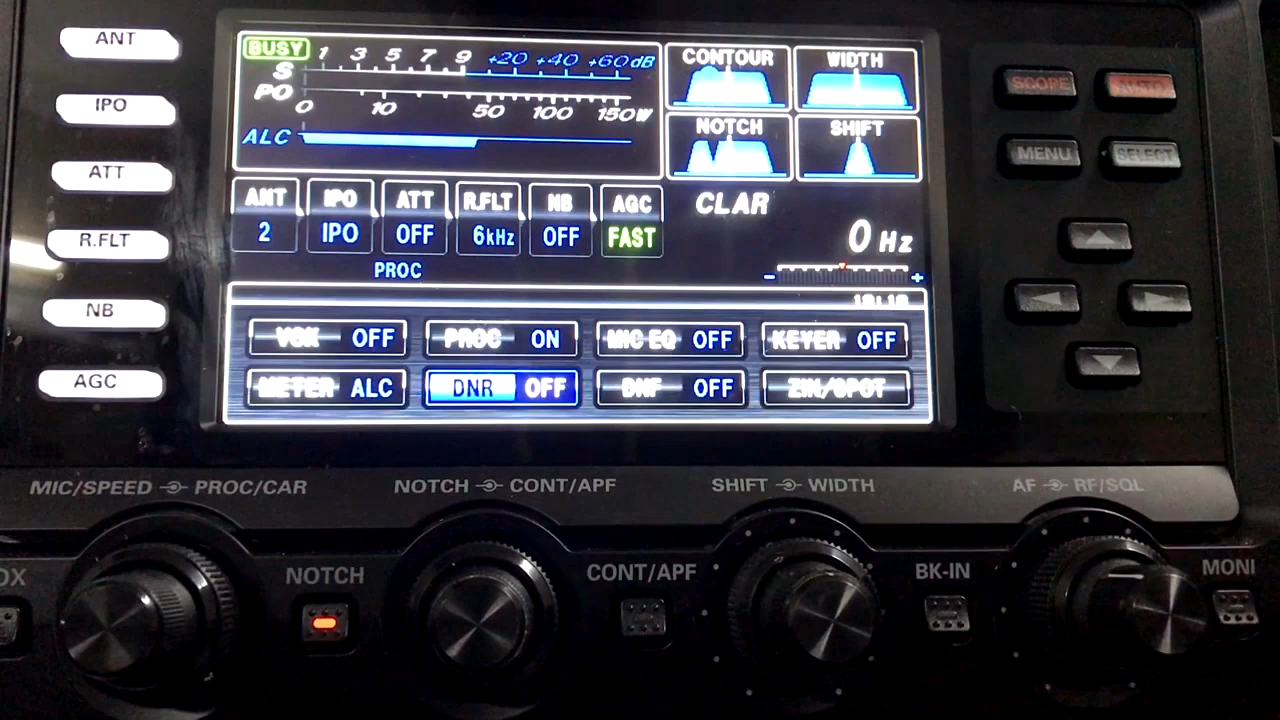 ANT
IPO
ATT
R.FLT
NB
AGC
BUSY 1 3 5 7 9 +20 +40 +60dB
S
PO
0 10 50 100 150W
ALC
CONTOUR WIDTH
NOTCH SHIFT
ANT IPO ATT R.FLT NB AGC
2 IPO OFF 6kHz OFF FAST
PROC
CLAR
0 Hz
- +
VOX OFF PROC ON MIC EQ OFF KEYER OFF
METER ALC DNR OFF DNF OFF ZIN/SPOT
SCOPE AUTO
MENU SELECT
MIC/SPEED PROC/CAR NOTCH CONT/APF SHIFT WIDTH AF RF/SQL
OX NOTCH CONT/APF BK-IN MONI